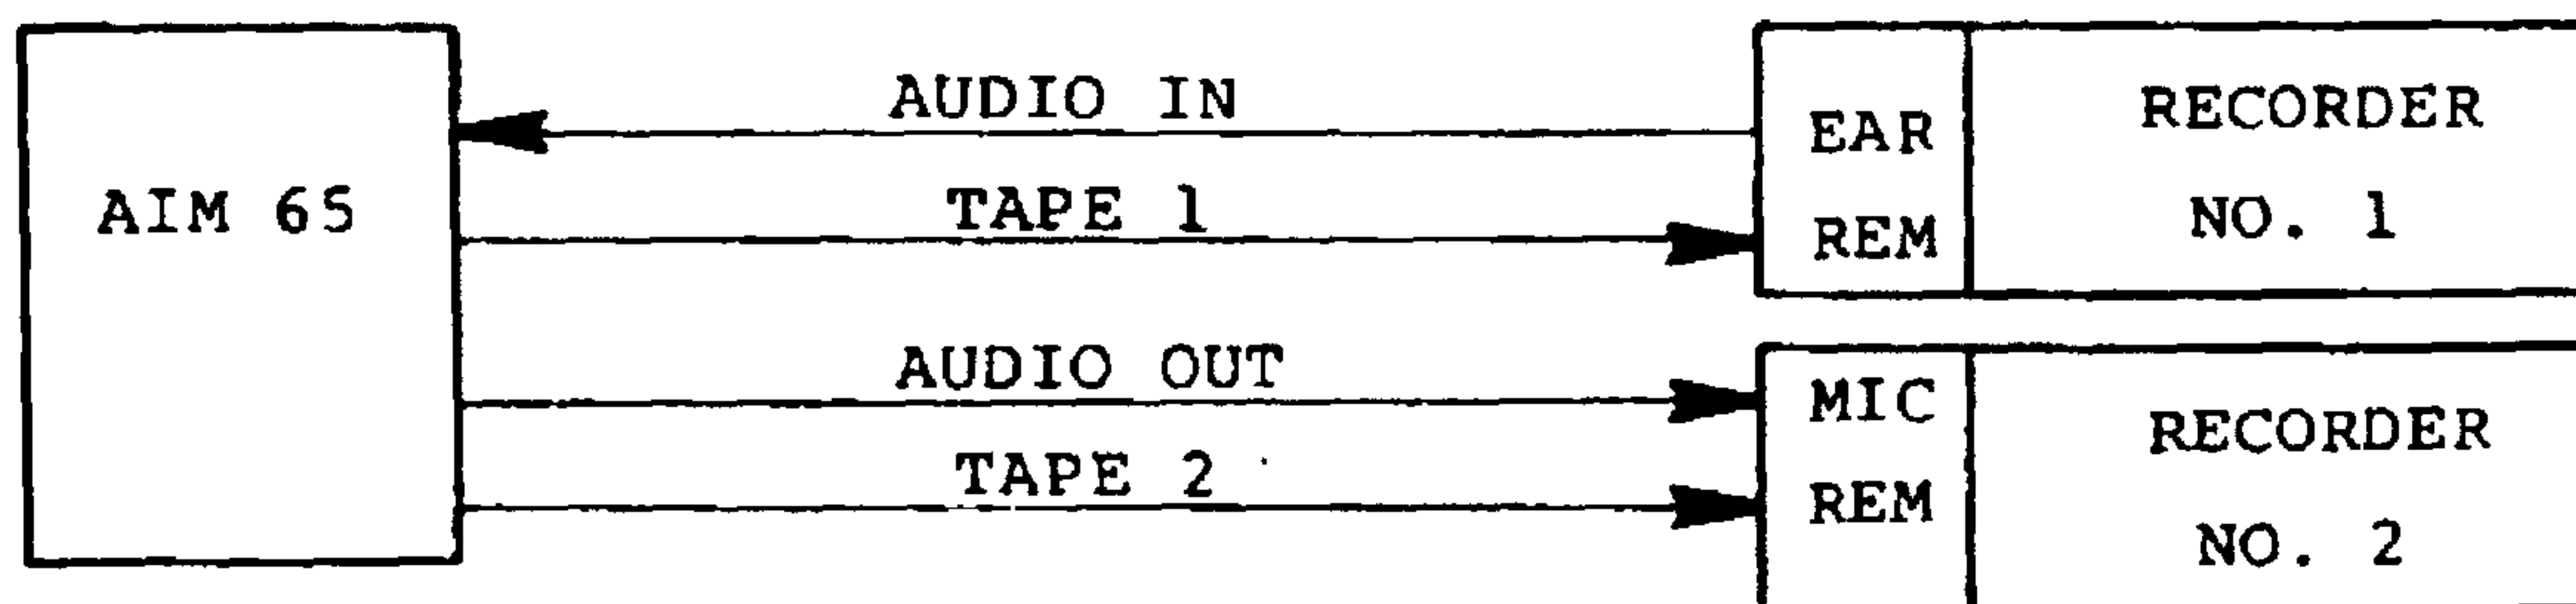 AIM 65
AUDIO IN
TAPE 1
AUDIO OUT
TAPE 2
EAR
REM
RECORDER
NO. 1
MIC
REM
RECORDER
NO. 2